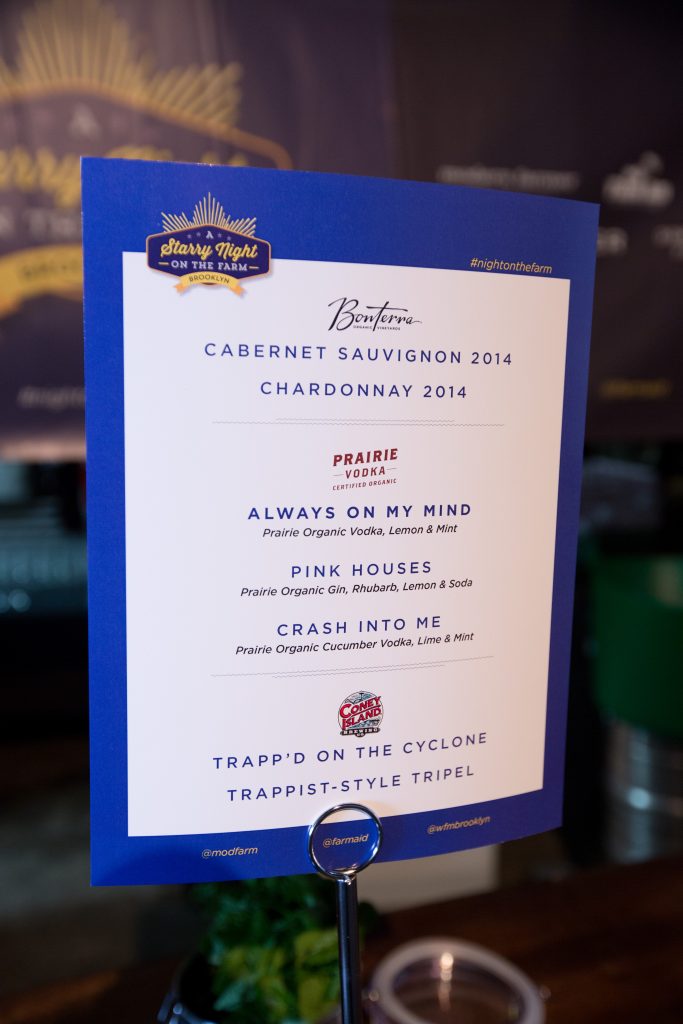 A
Starry Night
ON THE FARM
BROOKLYN
#nightonthefarm
Bonterra
ORGANIC VINEYARDS
CABERNET SAUVIGNON 2014
CHARDONNAY 2014
PRAIRIE
VODKA
CERTIFIED ORGANIC
ALWAYS ON MY MIND
Prairie Organic Vodka, Lemon & Mint
PINK HOUSES
Prairie Organic Gin, Rhubarb, Lemon & Soda
CRASH INTO ME
Prairie Organic Cucumber Vodka, Lime & Mint
CONEY
ISLAND
BREWING
TRAPP'D ON THE CYCLONE
TRAPPIST-STYLE TRIPEL
@modfarm
@farmaid
@wfmbrooklyn